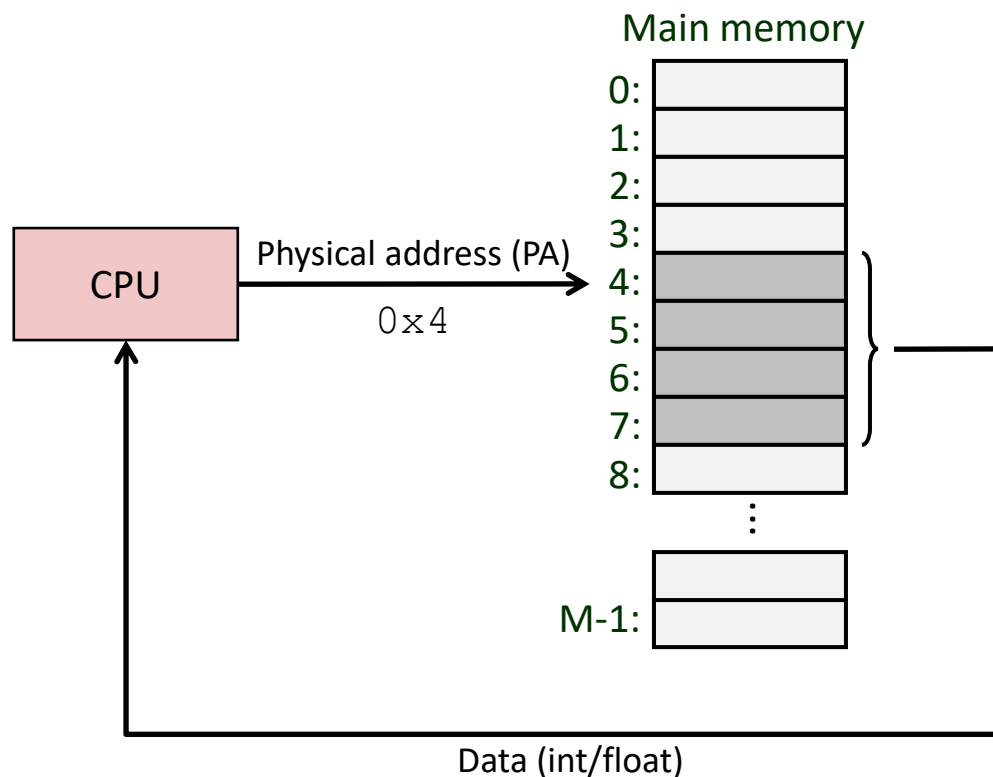 Main memory
0:
1:
2:
3:
CPU
Physical address (PA)
0x4
4:
5:
6:
7:
8:
...
M-1:
Data (int/float)